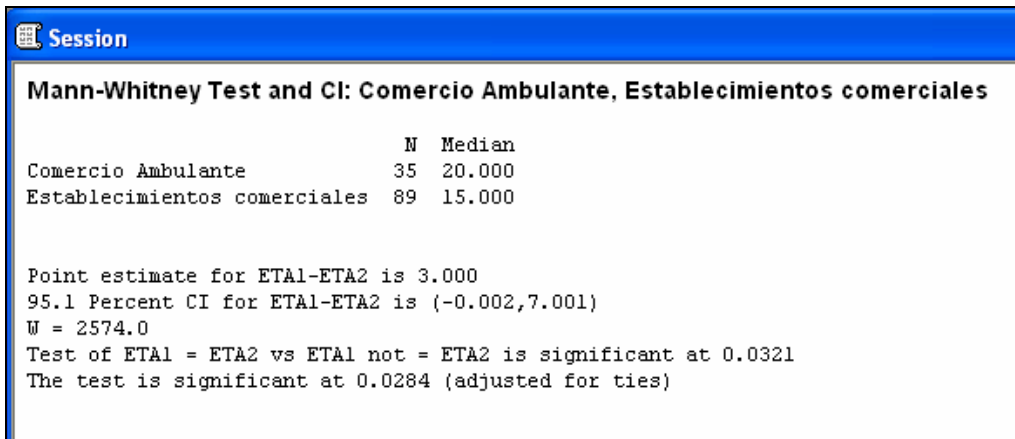 Session
Mann-Whitney Test and CI: Comercio Ambulante, Establecimientos comerciales
N Median
Comercio Ambulante 35 20.000
Establecimientos comerciales 89 15.000
Point estimate for ETA1-ETA2 is 3.000
95.1 Percent CI for ETA1-ETA2 is (-0.002,7.001)
W = 2574.0
Test of ETA1 = ETA2 vs ETA1 not = ETA2 is significant at 0.0321
The test is significant at 0.0284 (adjusted for ties)